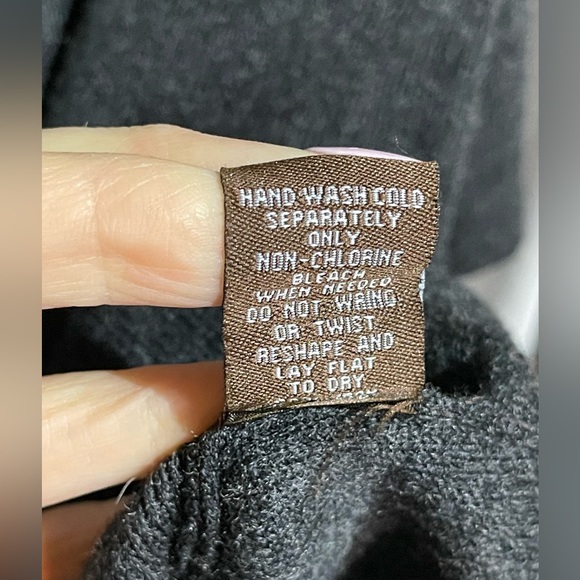 HAND WASH COLD
SEPARATELY
ONLY
NON-CHLORINE
BLEACH
WHEN NEEDED
DO NOT WRING
OR TWIST
RESHAPE AND
LAY FLAT
TO DRY